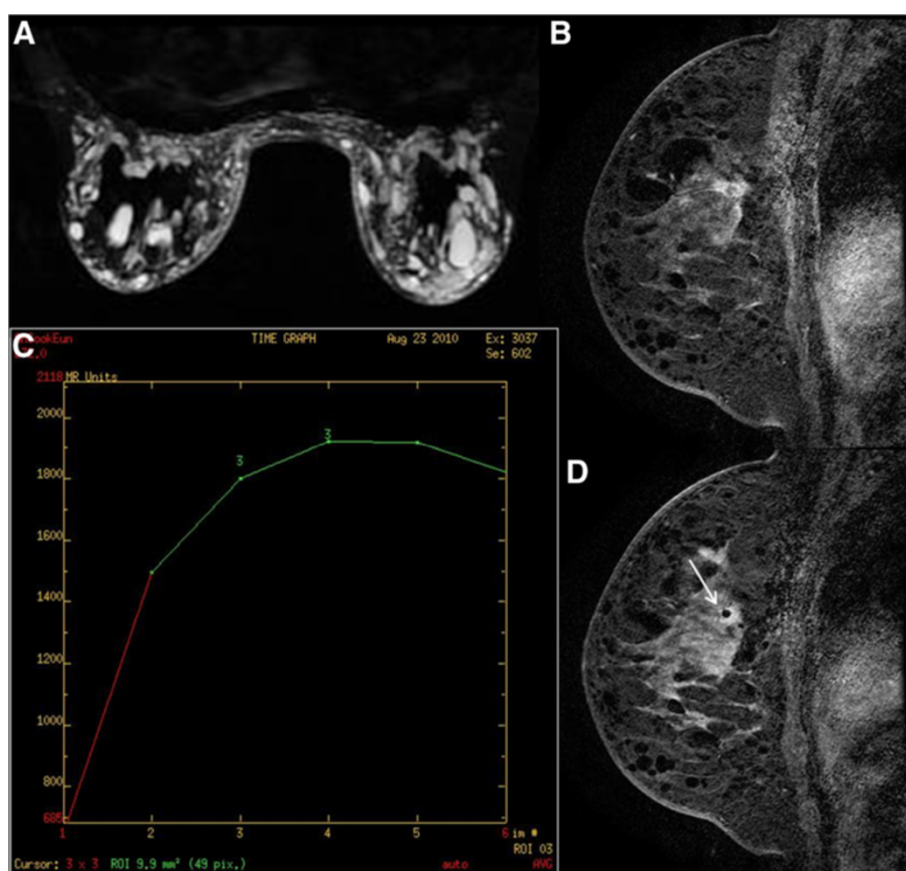 A
B
C
TIME GRAPH Aug 23 2010 Ex: 3037
Se: 602
2118 MR Units
2000
1800
1600
1400
1200
1000
800
685
3
3
1 2 3 4 5 6 im #
ROI 03
Cursor: 3 x 3 ROI 9.9 mm² (49 pix.) auto AVG
D